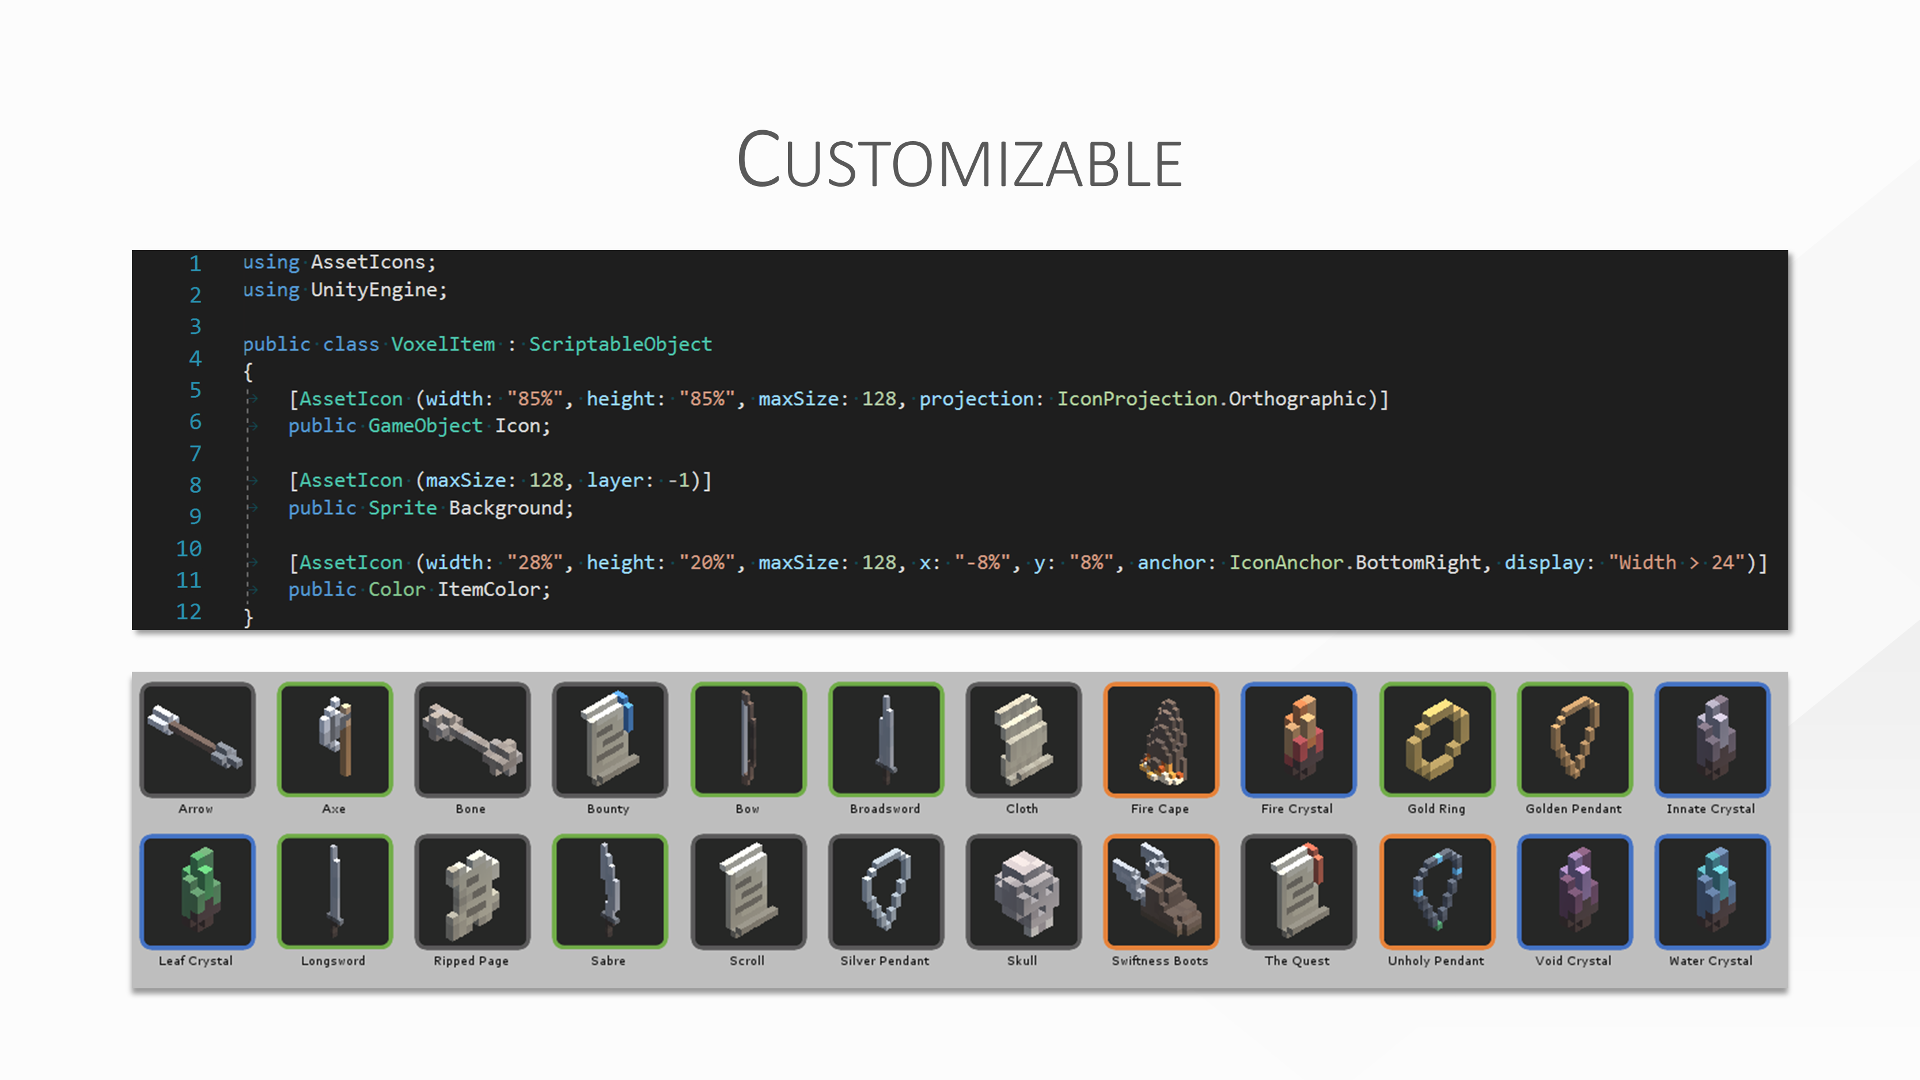 CUSTOMIZABLE
1 using AssetIcons;
2 using UnityEngine;
3
4 public class VoxelItem : ScriptableObject
{
5 [AssetIcon (width: "85%", height: "85%", maxSize: 128, projection: IconProjection.Orthographic)]
6 public GameObject Icon;
7
8 [AssetIcon (maxSize: 128, layer: -1)]
9 public Sprite Background;
10
11 [AssetIcon (width: "28%", height: "20%", maxSize: 128, x: "-8%", y: "8%", anchor: IconAnchor.BottomRight, display: "Width > 24")]
12 public Color ItemColor;
}
Arrow Axe Bone Bounty Bow Broadsword Cloth Fire Cape Fire Crystal Gold Ring Golden Pendant Innate Crystal
Leaf Crystal Longsword Ripped Page Sabre Scroll Silver Pendant Skull Swiftness Boots The Quest Unholy Pendant Void Crystal Water Crystal